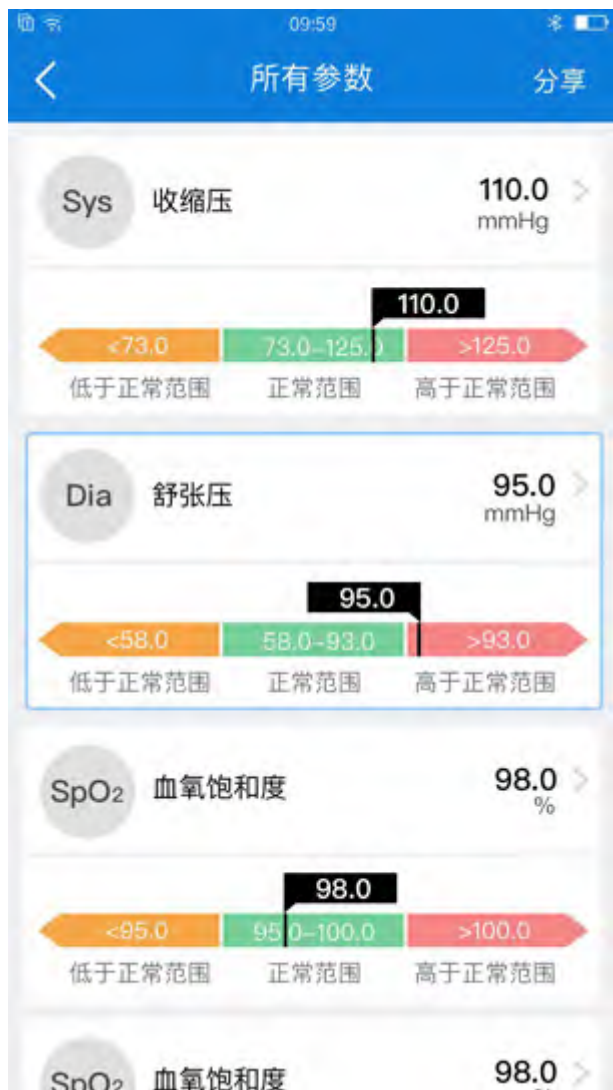 09:59
所有参数
分享
Sys 收缩压 110.0
mmHg
110.0
<73.0 73.0-125.0 >125.0
低于正常范围 正常范围 高于正常范围
Dia 舒张压 95.0
mmHg
95.0
<58.0 58.0-93.0 >93.0
低于正常范围 正常范围 高于正常范围
SpO₂ 血氧饱和度 98.0
%
98.0
<95.0 95.0-100.0 >100.0
低于正常范围 正常范围 高于正常范围
SpO₂ 血氧饱和度 98.0